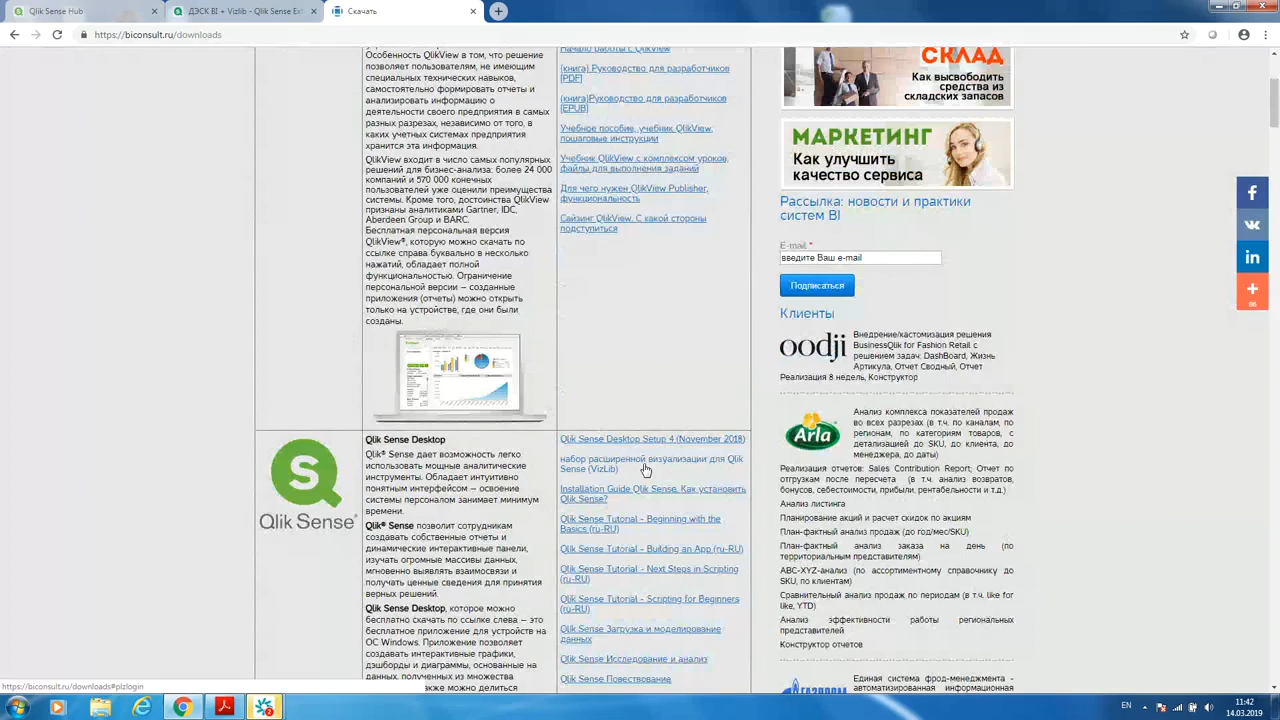 Qlik Sense Hub
ДЭСК BI + Vizlib - Qlik Sense Ext
Скачать
https://biconsult.ru/downloads
Особенность QlikView в том, что решение
позволяет пользователям, не имеющим
специальных технических навыков,
самостоятельно формировать отчеты и
анализировать информацию о
деятельности своего предприятия в самых
разных разрезах, независимо от того, в
каких учетных системах предприятия
хранится эта информация.
QlikView входит в число самых популярных
решений для бизнес-анализа: более 24 000
компаний и 570 000 конечных
пользователей уже оценили преимущества
системы. Кроме того, достоинства QlikView
признаны аналитиками Gartner, IDC,
Aberdeen Group и BARC.
Бесплатная персональная версия
QlikView®, которую можно скачать по
ссылке справа буквально в несколько
нажатий, обладает полной
функциональностью. Ограничение
персональной версии – созданные
приложения (отчеты) можно открыть
только на устройстве, где они были
созданы.
Начало работы с QlikView
(книга) Руководство для разработчиков
[PDF]
(книга)Руководство для разработчиков
[EPUB]
Учебное пособие, учебник QlikView,
пошаговые инструкции
Учебник QlikView с комплексом уроков,
файлы для выполнения заданий
Для чего нужен QlikView Publisher,
функциональность
Сайзинг QlikView. С какой стороны
подступиться
Qlik Sense
Qlik Sense Desktop
Qlik® Sense дает возможность легко
использовать мощные аналитические
инструменты. Обладает интуитивно
понятным интерфейсом – освоение
системы персоналом занимает минимум
времени.
Qlik® Sense позволит сотрудникам
создавать собственные отчеты и
динамические интерактивные панели,
изучать огромные массивы данных,
мгновенно выявлять взаимосвязи и
получать ценные сведения для принятия
верных решений.
Qlik Sense Desktop, которое можно
бесплатно скачать по ссылке слева – это
бесплатное приложение для устройств на
ОС Windows. Приложение позволяет
создавать интерактивные графики,
дэшборды и диаграммы, основанные на
данных, полученных из множества
также можно делиться
Qlik Sense Desktop Setup 4 (November 2018)
набор расширенной визуализации для Qlik
Sense (VizLib)
Installation Guide Qlik Sense. Как установить
Qlik Sense?
Qlik Sense Tutorial - Beginning with the
Basics (ru-RU)
Qlik Sense Tutorial - Building an App (ru-RU)
Qlik Sense Tutorial - Next Steps in Scripting
(ru-RU)
Qlik Sense Tutorial - Scripting for Beginners
(ru-RU)
Qlik Sense Загрузка и моделирование
данных
Qlik Sense Исследование и анализ
Qlik Sense Повествование
СКЛАД
Как высвободить
средства из
складских запасов
МАРКЕТИНГ
Как улучшить
качество сервиса
Рассылка: новости и практики
систем BI
E-mail *
введите Ваш e-mail
Подписаться
Клиенты
oodji
Внедрение/кастомизация решения
BusinessQlik for Fashion Retail с
решением задач: DashBoard, Жизнь
Артикула, Отчет Сводный, Отчет
Реализация 8 недель, Конструктор
Arla
Анализ комплекса показателей продаж
во всех разрезах (в т.ч. по каналам, по
регионам, по категориям товаров, с
детализацией до SKU, до клиента, до
менеджера, до даты)
Реализация отчетов: Sales Contribution Report; Отчет по
отгрузкам после пересчета (в т.ч. анализ возвратов,
бонусов, себестоимости, прибыли, рентабельности и т.д.)
Анализ листинга
Планирование акций и расчет скидок по акциям
План-фактный анализ продаж (до год/мес/SKU)
План-фактный анализ заказа на день (по
территориальным представителям)
ABC-XYZ-анализ (по ассортиментному справочнику до
SKU, по клиентам)
Сравнительный анализ продаж по периодам (в т.ч. like for
like, YTD)
Анализ эффективности работы региональных
представителей
Конструктор отчетов
ГАЗПРОМ
Единая система фрод-менеджмента -
автоматизированная информационная
86
https://biconsult.ru/downloads#plzlogin
EN
11:42
14.03.2019